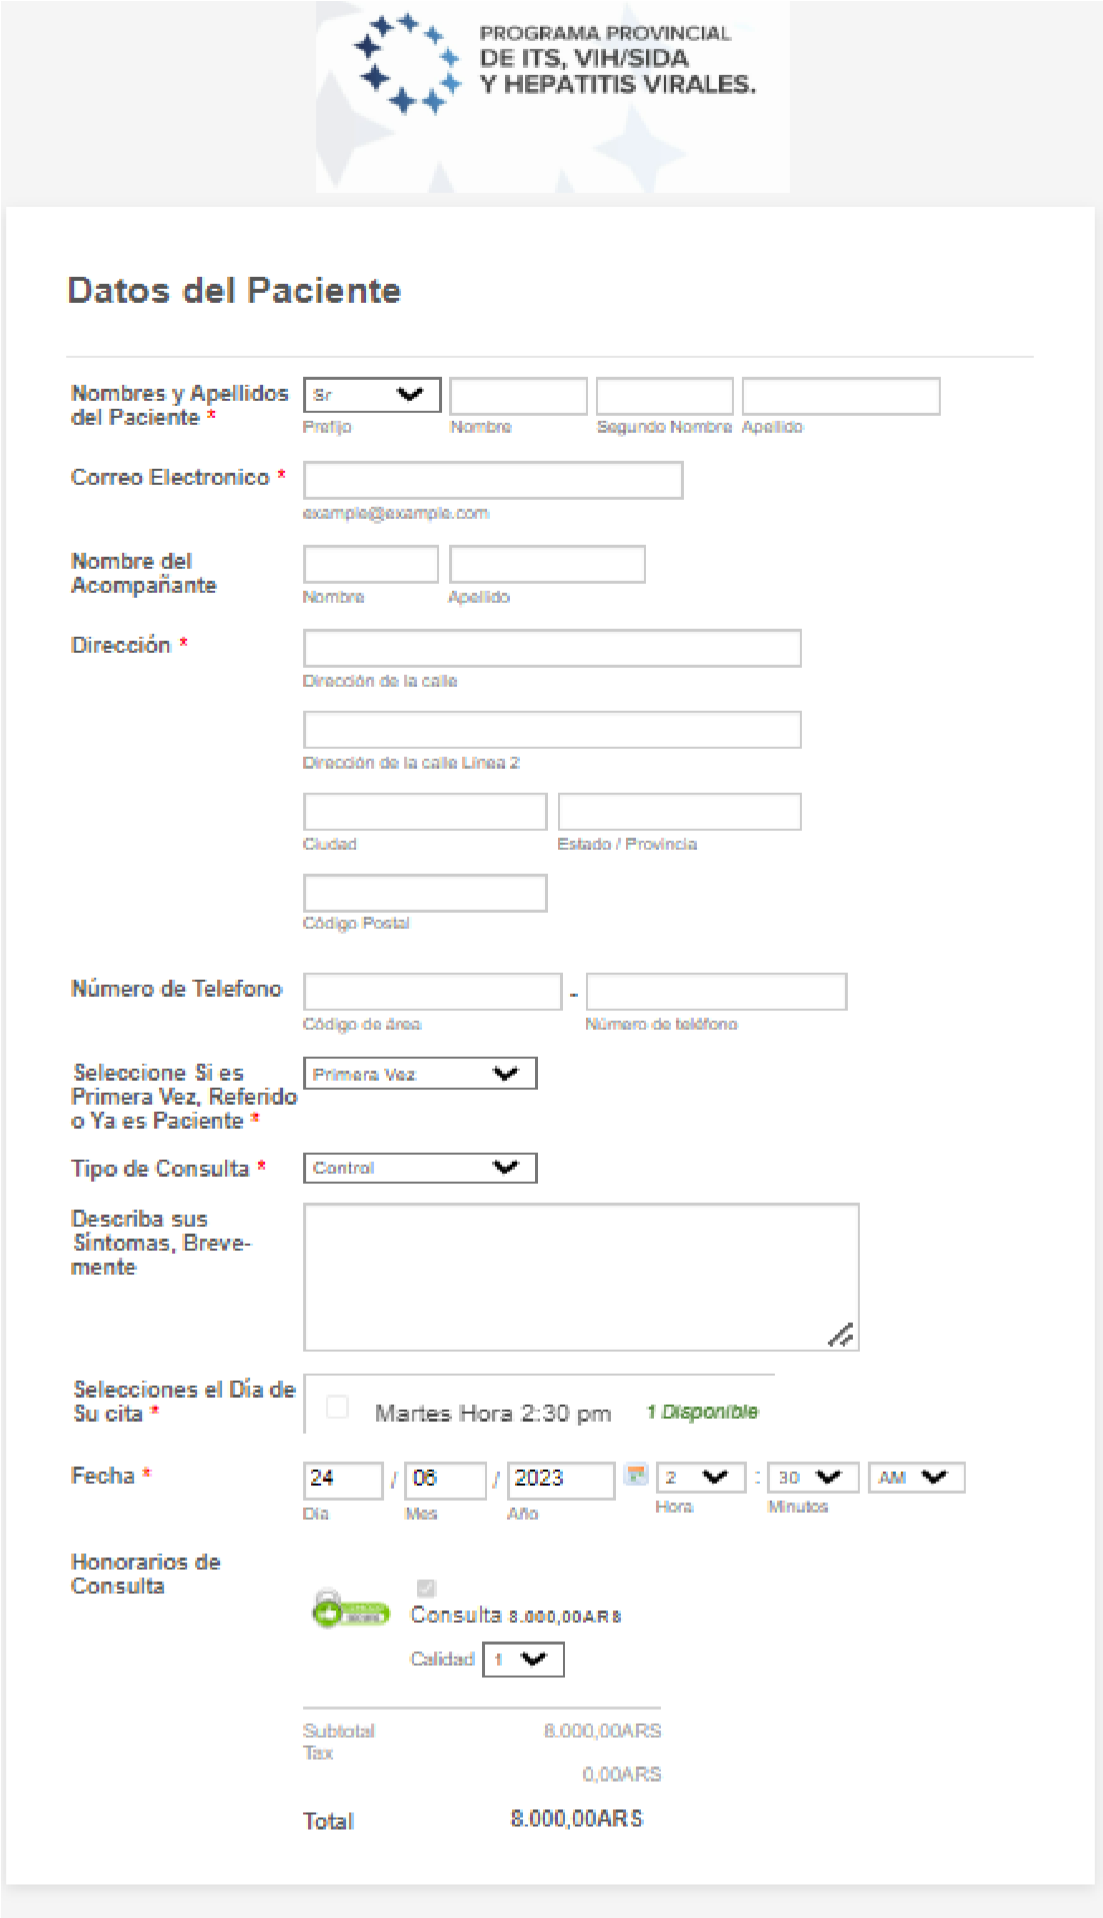 PROGRAMA PROVINCIAL
DE ITS, VIH/SIDA
Y HEPATITIS VIRALES.
Datos del Paciente
Nombres y Apellidos
del Paciente *
Sr
Prefijo
Nombre
Segundo Nombre
Apellido
Correo Electronico *
example@example.com
Nombre del
Acompañante
Nombre
Apellido
Dirección *
Dirección de la calle
Dirección de la calle Línea 2
Ciudad
Estado / Provincia
Código Postal
Número de Telefono
-
Código de área
Número de teléfono
Seleccione Si es
Primera Vez, Referido
o Ya es Paciente *
Primera Vez
Tipo de Consulta *
Control
Describa sus
Síntomas, Breve-
mente
Selecciones el Día de
Su cita *
Martes Hora 2:30 pm 1 Disponible
Fecha *
24 / 06 / 2023 2 : 30 AM
Día Mes Año Hora Minutos
Honorarios de
Consulta
Consulta 8.000,00ARS
Calidad 1
Subtotal 8.000,00ARS
Tax
0,00ARS
Total 8.000,00ARS